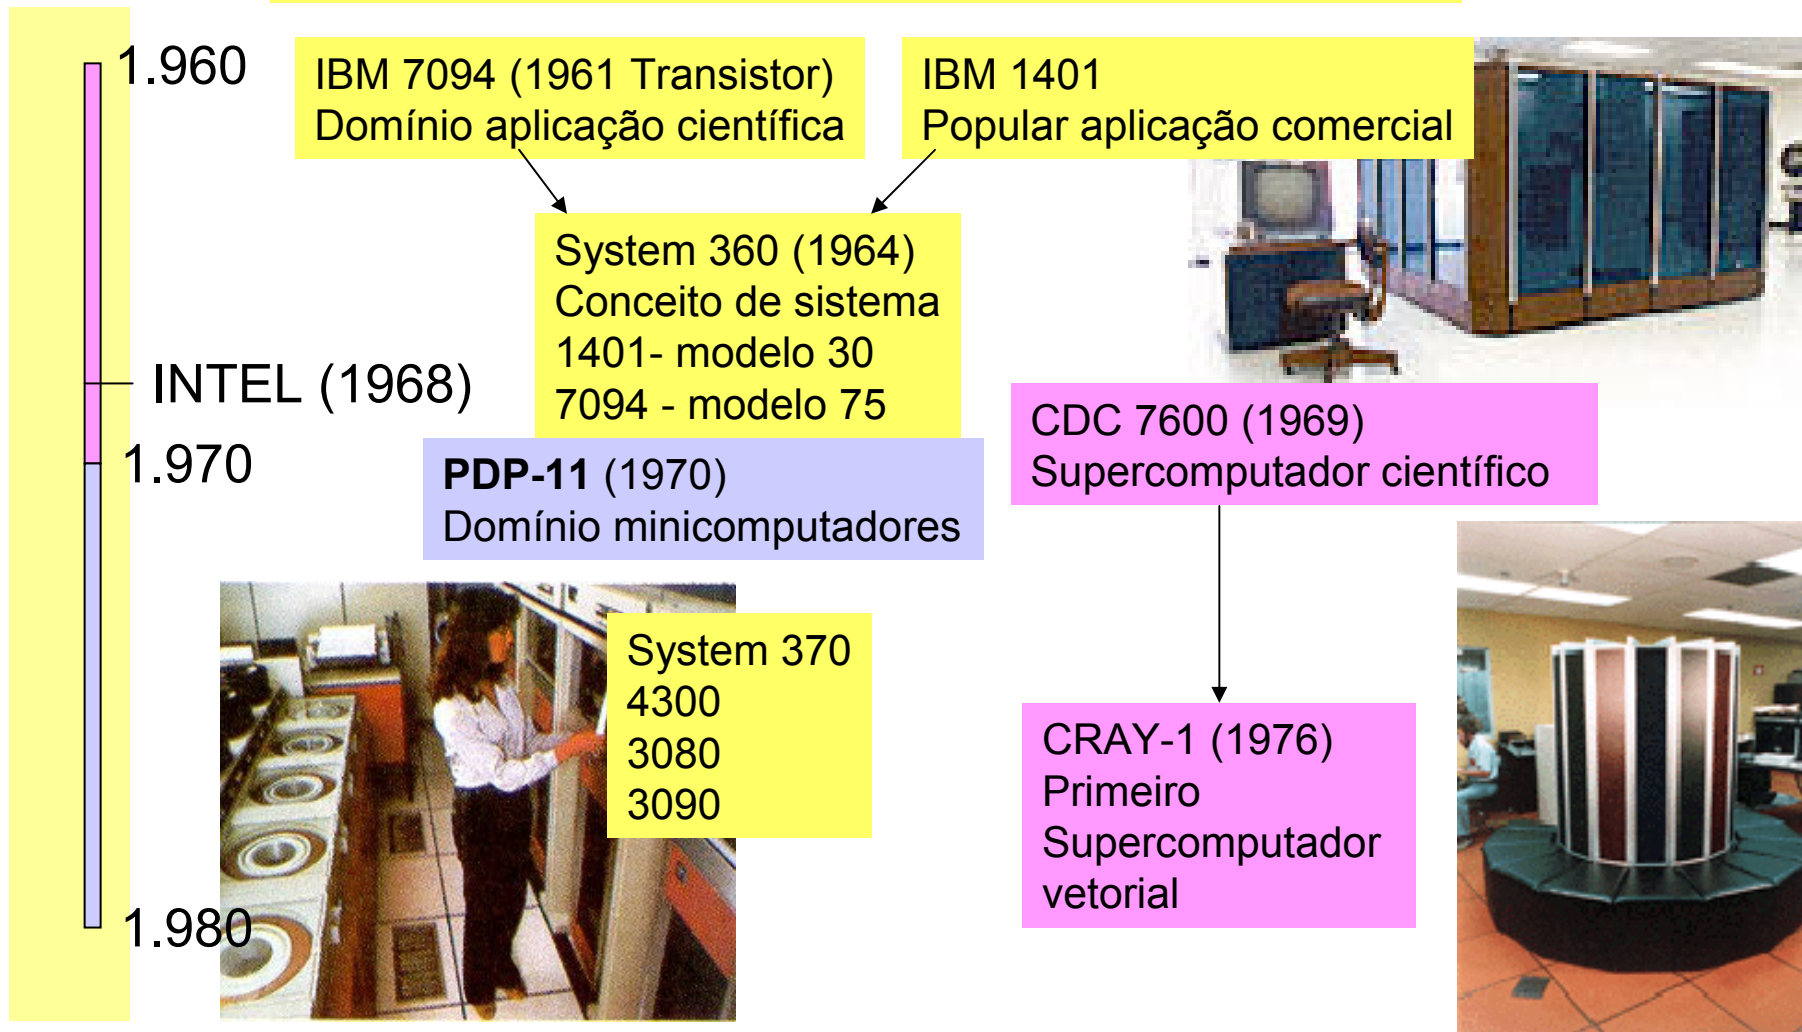 1.960
IBM 7094 (1961 Transistor)
Domínio aplicação científica
IBM 1401
Popular aplicação comercial
System 360 (1964)
Conceito de sistema
1401- modelo 30
7094 - modelo 75
INTEL (1968)
1.970
PDP-11 (1970)
Domínio minicomputadores
CDC 7600 (1969)
Supercomputador científico
System 370
4300
3080
3090
CRAY-1 (1976)
Primeiro
Supercomputador
vetorial
1.980